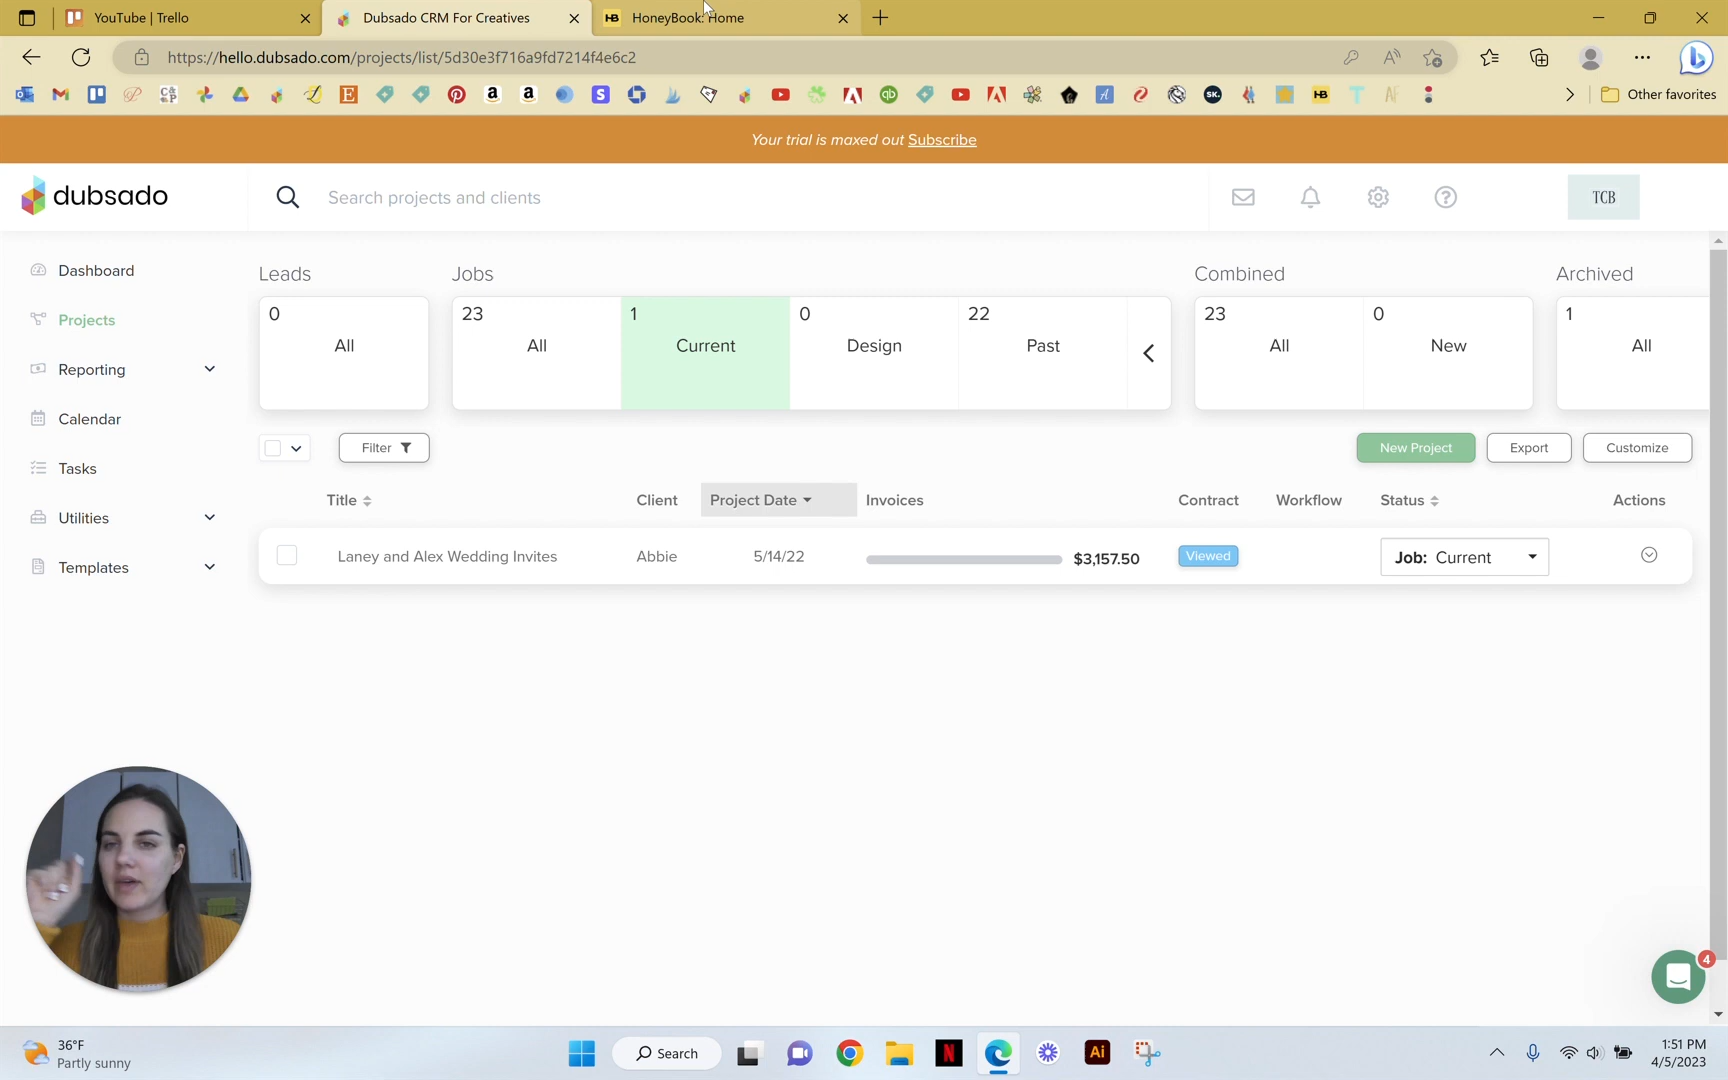 YouTube | Trello
Dubsado CRM For Creatives
HoneyBook: Home
https://hello.dubsado.com/projects/list/5d30e3f716a9fd7214f4e6c2
Other favorites
Your trial is maxed out Subscribe
dubsado
Search projects and clients
TCB
Dashboard
Projects
Reporting
Calendar
Tasks
Utilities
Templates
Leads
Jobs
Combined
Archived
0
All
23
All
1
Current
0
Design
22
Past
23
All
0
New
1
All
Filter
New Project
Export
Customize
Title
Client
Project Date
Invoices
Contract
Workflow
Status
Actions
Laney and Alex Wedding Invites
Abbie
5/14/22
$3,157.50
Viewed
Job: Current
4
36°F
Partly sunny
Search
1:51 PM
4/5/2023